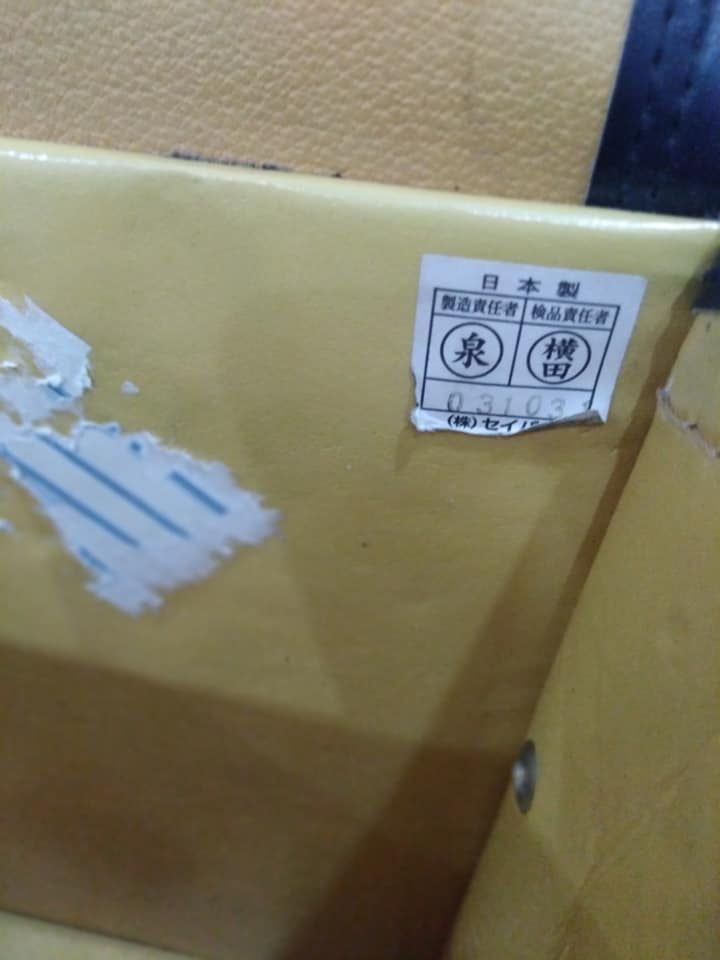 日本製
製造責任者 検品責任者
泉 横田
03103
(株)セイバ